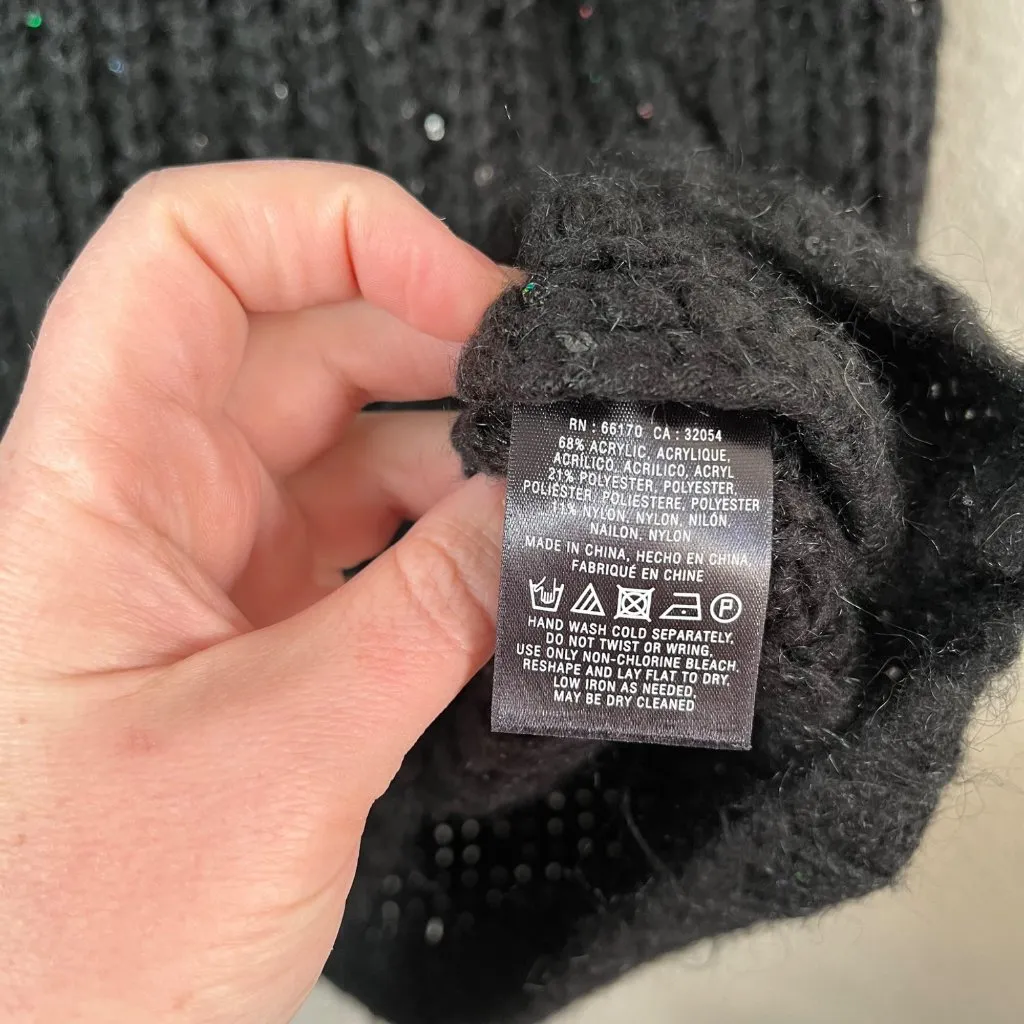 RN : 66170 CA : 32054
68% ACRYLIC, ACRYLIQUE,
ACRÍLICO, ACRILICO, ACRYL
21% POLYESTER, POLYESTER,
POLIÉSTER, POLIESTERE, POLYESTER
11% NYLON, NYLON, NILÓN
NAILON, NYLON
MADE IN CHINA, HECHO EN CHINA,
FABRIQUÉ EN CHINE
P
HAND WASH COLD SEPARATELY,
DO NOT TWIST OR WRING,
USE ONLY NON-CHLORINE BLEACH,
RESHAPE AND LAY FLAT TO DRY,
LOW IRON AS NEEDED,
MAY BE DRY CLEANED